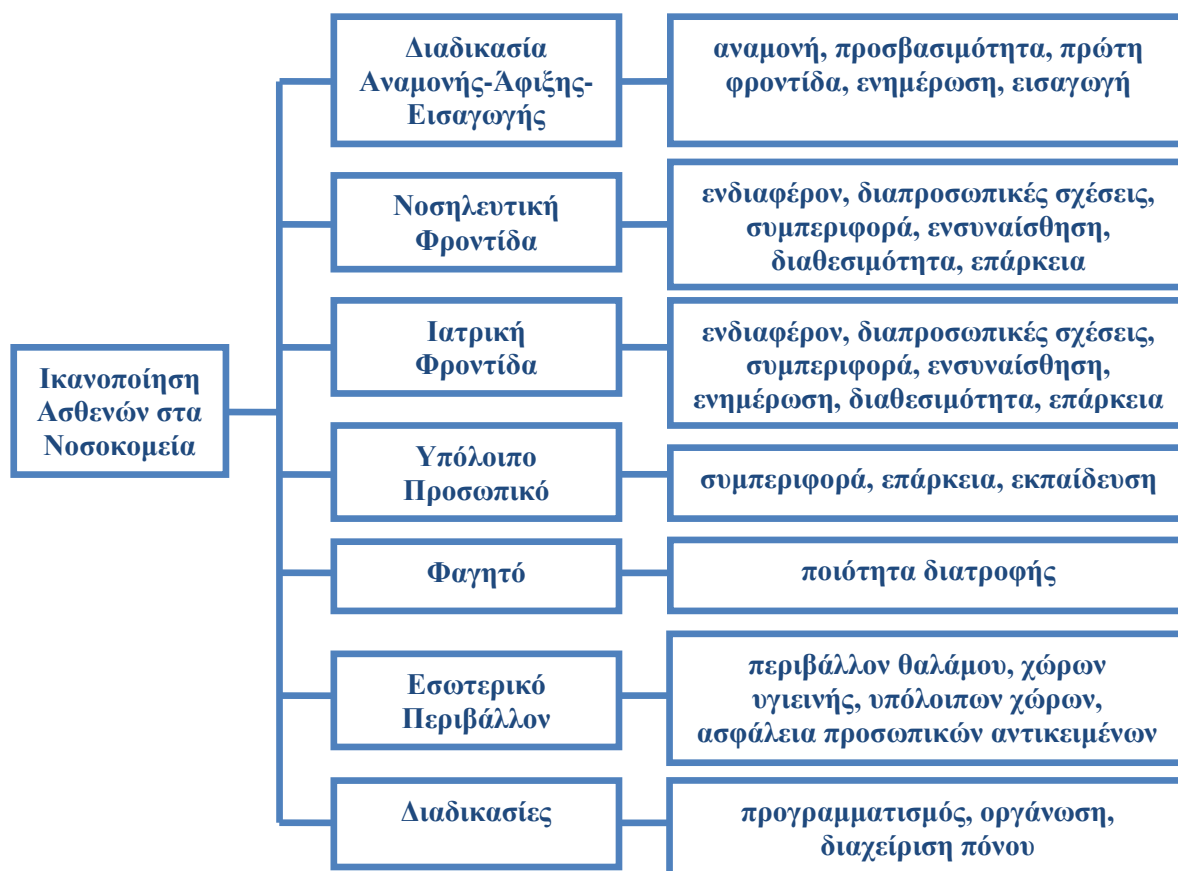 Διαδικασία
Αναμονής-Άφιξης-
Εισαγωγής
αναμονή, προσβασιμότητα, πρώτη
φροντίδα, ενημέρωση, εισαγωγή
Νοσηλευτική
Φροντίδα
ενδιαφέρον, διαπροσωπικές σχέσεις,
συμπεριφορά, ενσυναίσθηση,
διαθεσιμότητα, επάρκεια
Ιατρική
Φροντίδα
ενδιαφέρον, διαπροσωπικές σχέσεις,
συμπεριφορά, ενσυναίσθηση,
ενημέρωση, διαθεσιμότητα, επάρκεια
Ικανοποίηση
Ασθενών στα
Νοσοκομεία
Υπόλοιπο
Προσωπικό
συμπεριφορά, επάρκεια, εκπαίδευση
Φαγητό
ποιότητα διατροφής
Εσωτερικό
Περιβάλλον
περιβάλλον θαλάμου, χώρων
υγιεινής, υπόλοιπων χώρων,
ασφάλεια προσωπικών αντικειμένων
Διαδικασίες
προγραμματισμός, οργάνωση,
διαχείριση πόνου